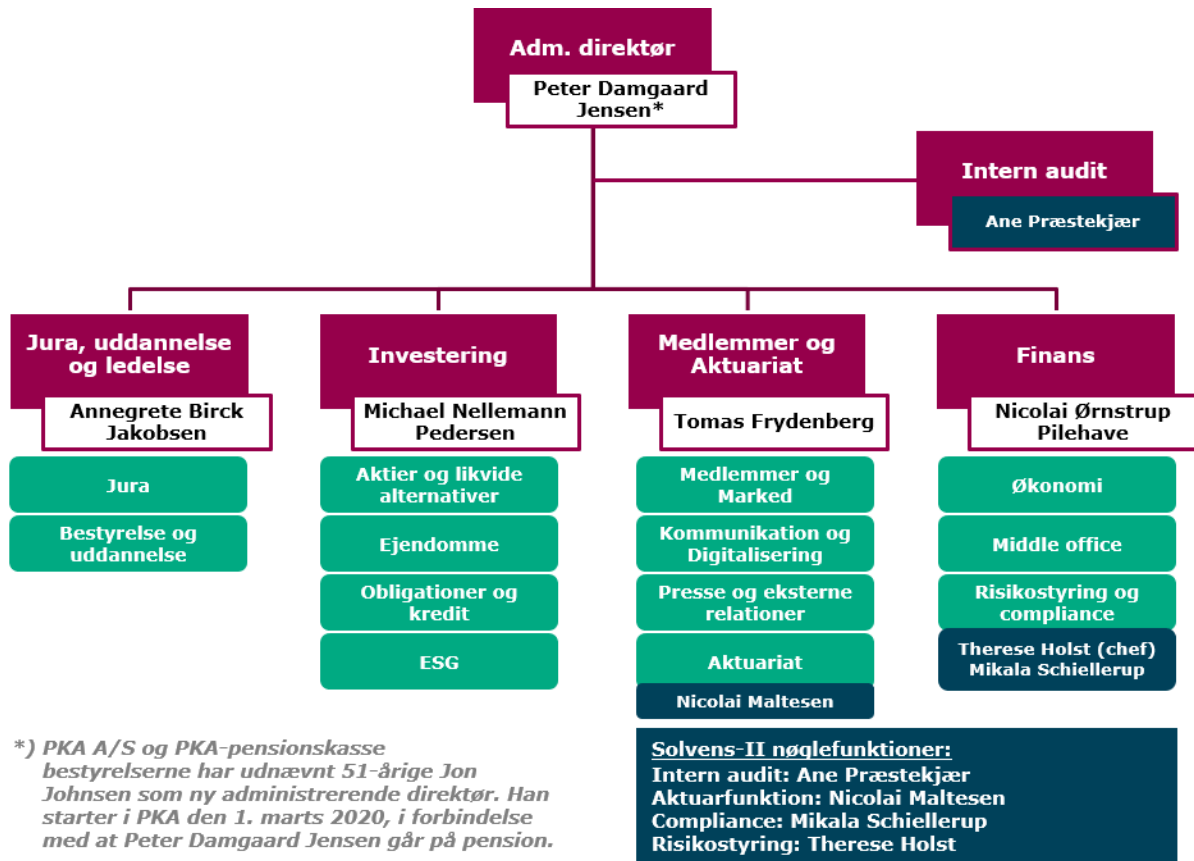 Adm. direktør
Peter Damgaard
Jensen*
Intern audit
Ane Præstekjær
Jura, uddannelse
og ledelse
Annegrete Birck
Jakobsen
Jura
Bestyrelse og
uddannelse
Investering
Michael Nellemann
Pedersen
Aktier og likvide
alternativer
Ejendomme
Obligationer og
kredit
ESG
Medlemmer og
Aktuariat
Tomas Frydenberg
Medlemmer og
Marked
Kommunikation og
Digitalisering
Presse og eksterne
relationer
Aktuariat
Nicolai Maltesen
Finans
Nicolai Ørnstrup
Pilehave
Økonomi
Middle office
Risikostyring og
compliance
Therese Holst (chef)
Mikala Schiellerup
*) PKA A/S og PKA-pensionskasse
bestyrelserne har udnævnt 51-årige Jon
Johnsen som ny administrerende direktør. Han
starter i PKA den 1. marts 2020, i forbindelse
med at Peter Damgaard Jensen går på pension.
Solvens-II nøglefunktioner:
Intern audit: Ane Præstekjær
Aktuarfunktion: Nicolai Maltesen
Compliance: Mikala Schiellerup
Risikostyring: Therese Holst